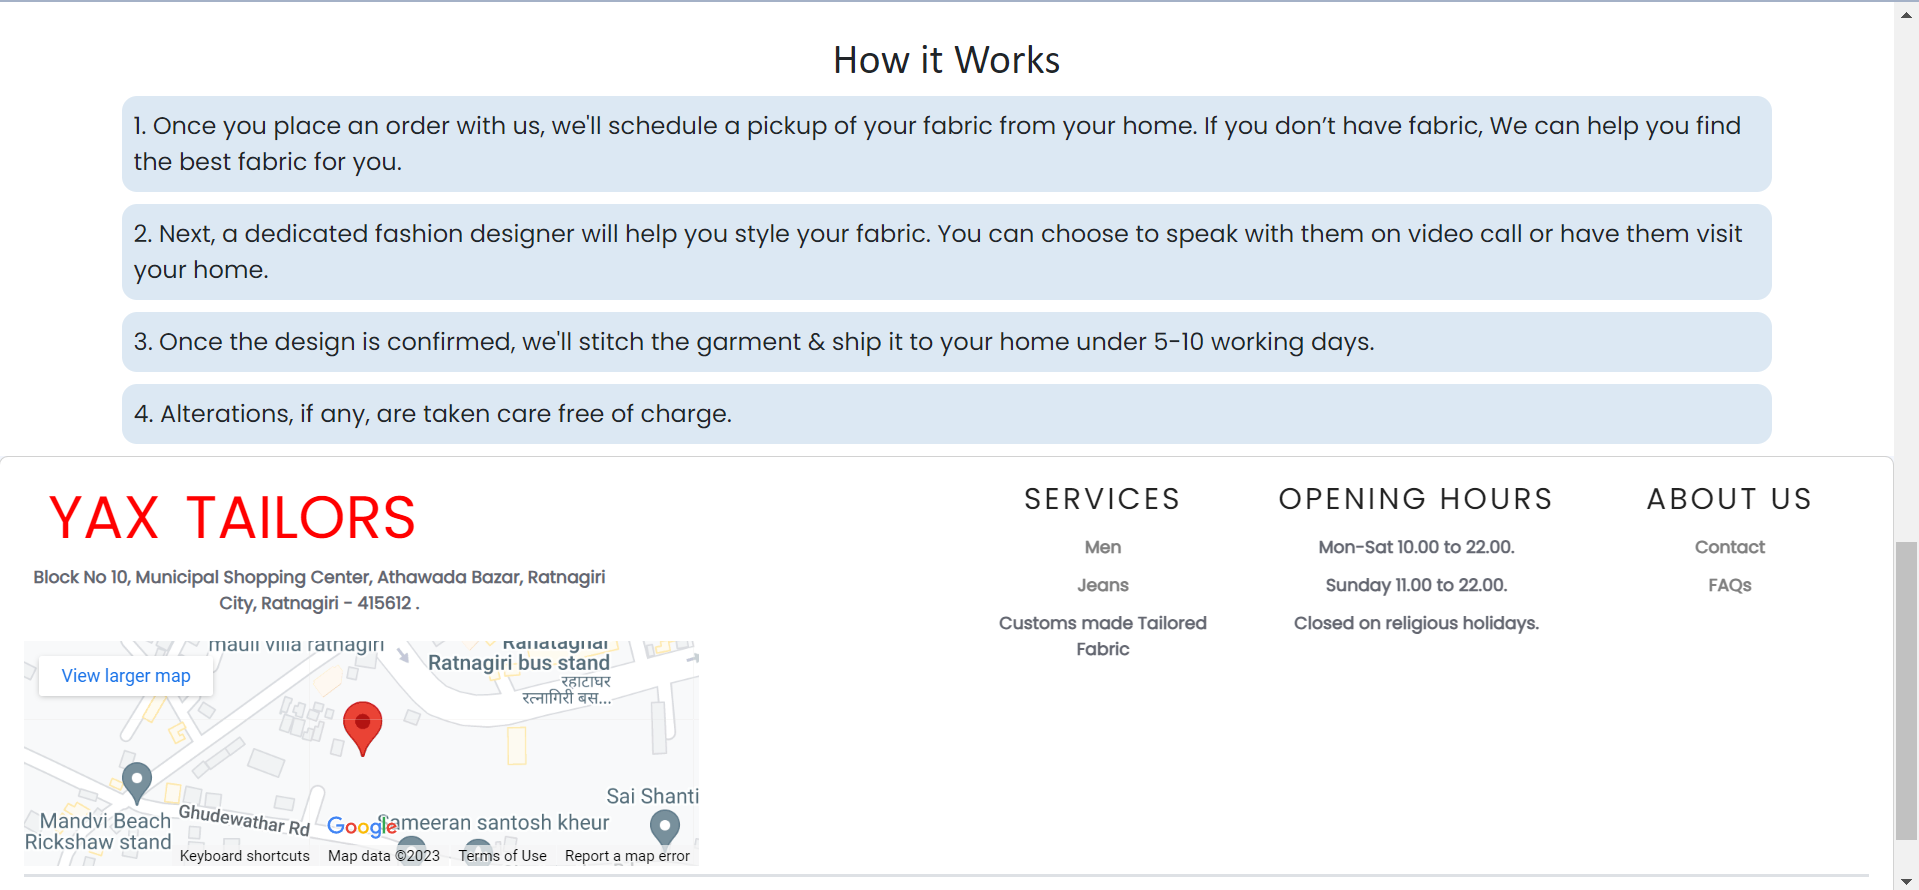 How it Works
1. Once you place an order with us, we'll schedule a pickup of your fabric from your home. If you don’t have fabric, We can help you find
the best fabric for you.
2. Next, a dedicated fashion designer will help you style your fabric. You can choose to speak with them on video call or have them visit
your home.
3. Once the design is confirmed, we'll stitch the garment & ship it to your home under 5-10 working days.
4. Alterations, if any, are taken care free of charge.
YAX TAILORS
Block No 10, Municipal Shopping Center, Athawada Bazar, Ratnagiri
City, Ratnagiri - 415612 .
mauli villa ratnagiri
View larger map
Ratnagiri bus stand
रहाटाघर
रत्नागिरी बस...
Mandvi Beach
Rickshaw stand
Ghudewathar Rd
Google
Sameeran santosh kheur
Sai Shanti
Keyboard shortcuts
Map data ©2023
Terms of Use
Report a map error
SERVICES
Men
Jeans
Customs made Tailored
Fabric
OPENING HOURS
Mon-Sat 10.00 to 22.00.
Sunday 11.00 to 22.00.
Closed on religious holidays.
ABOUT US
Contact
FAQs